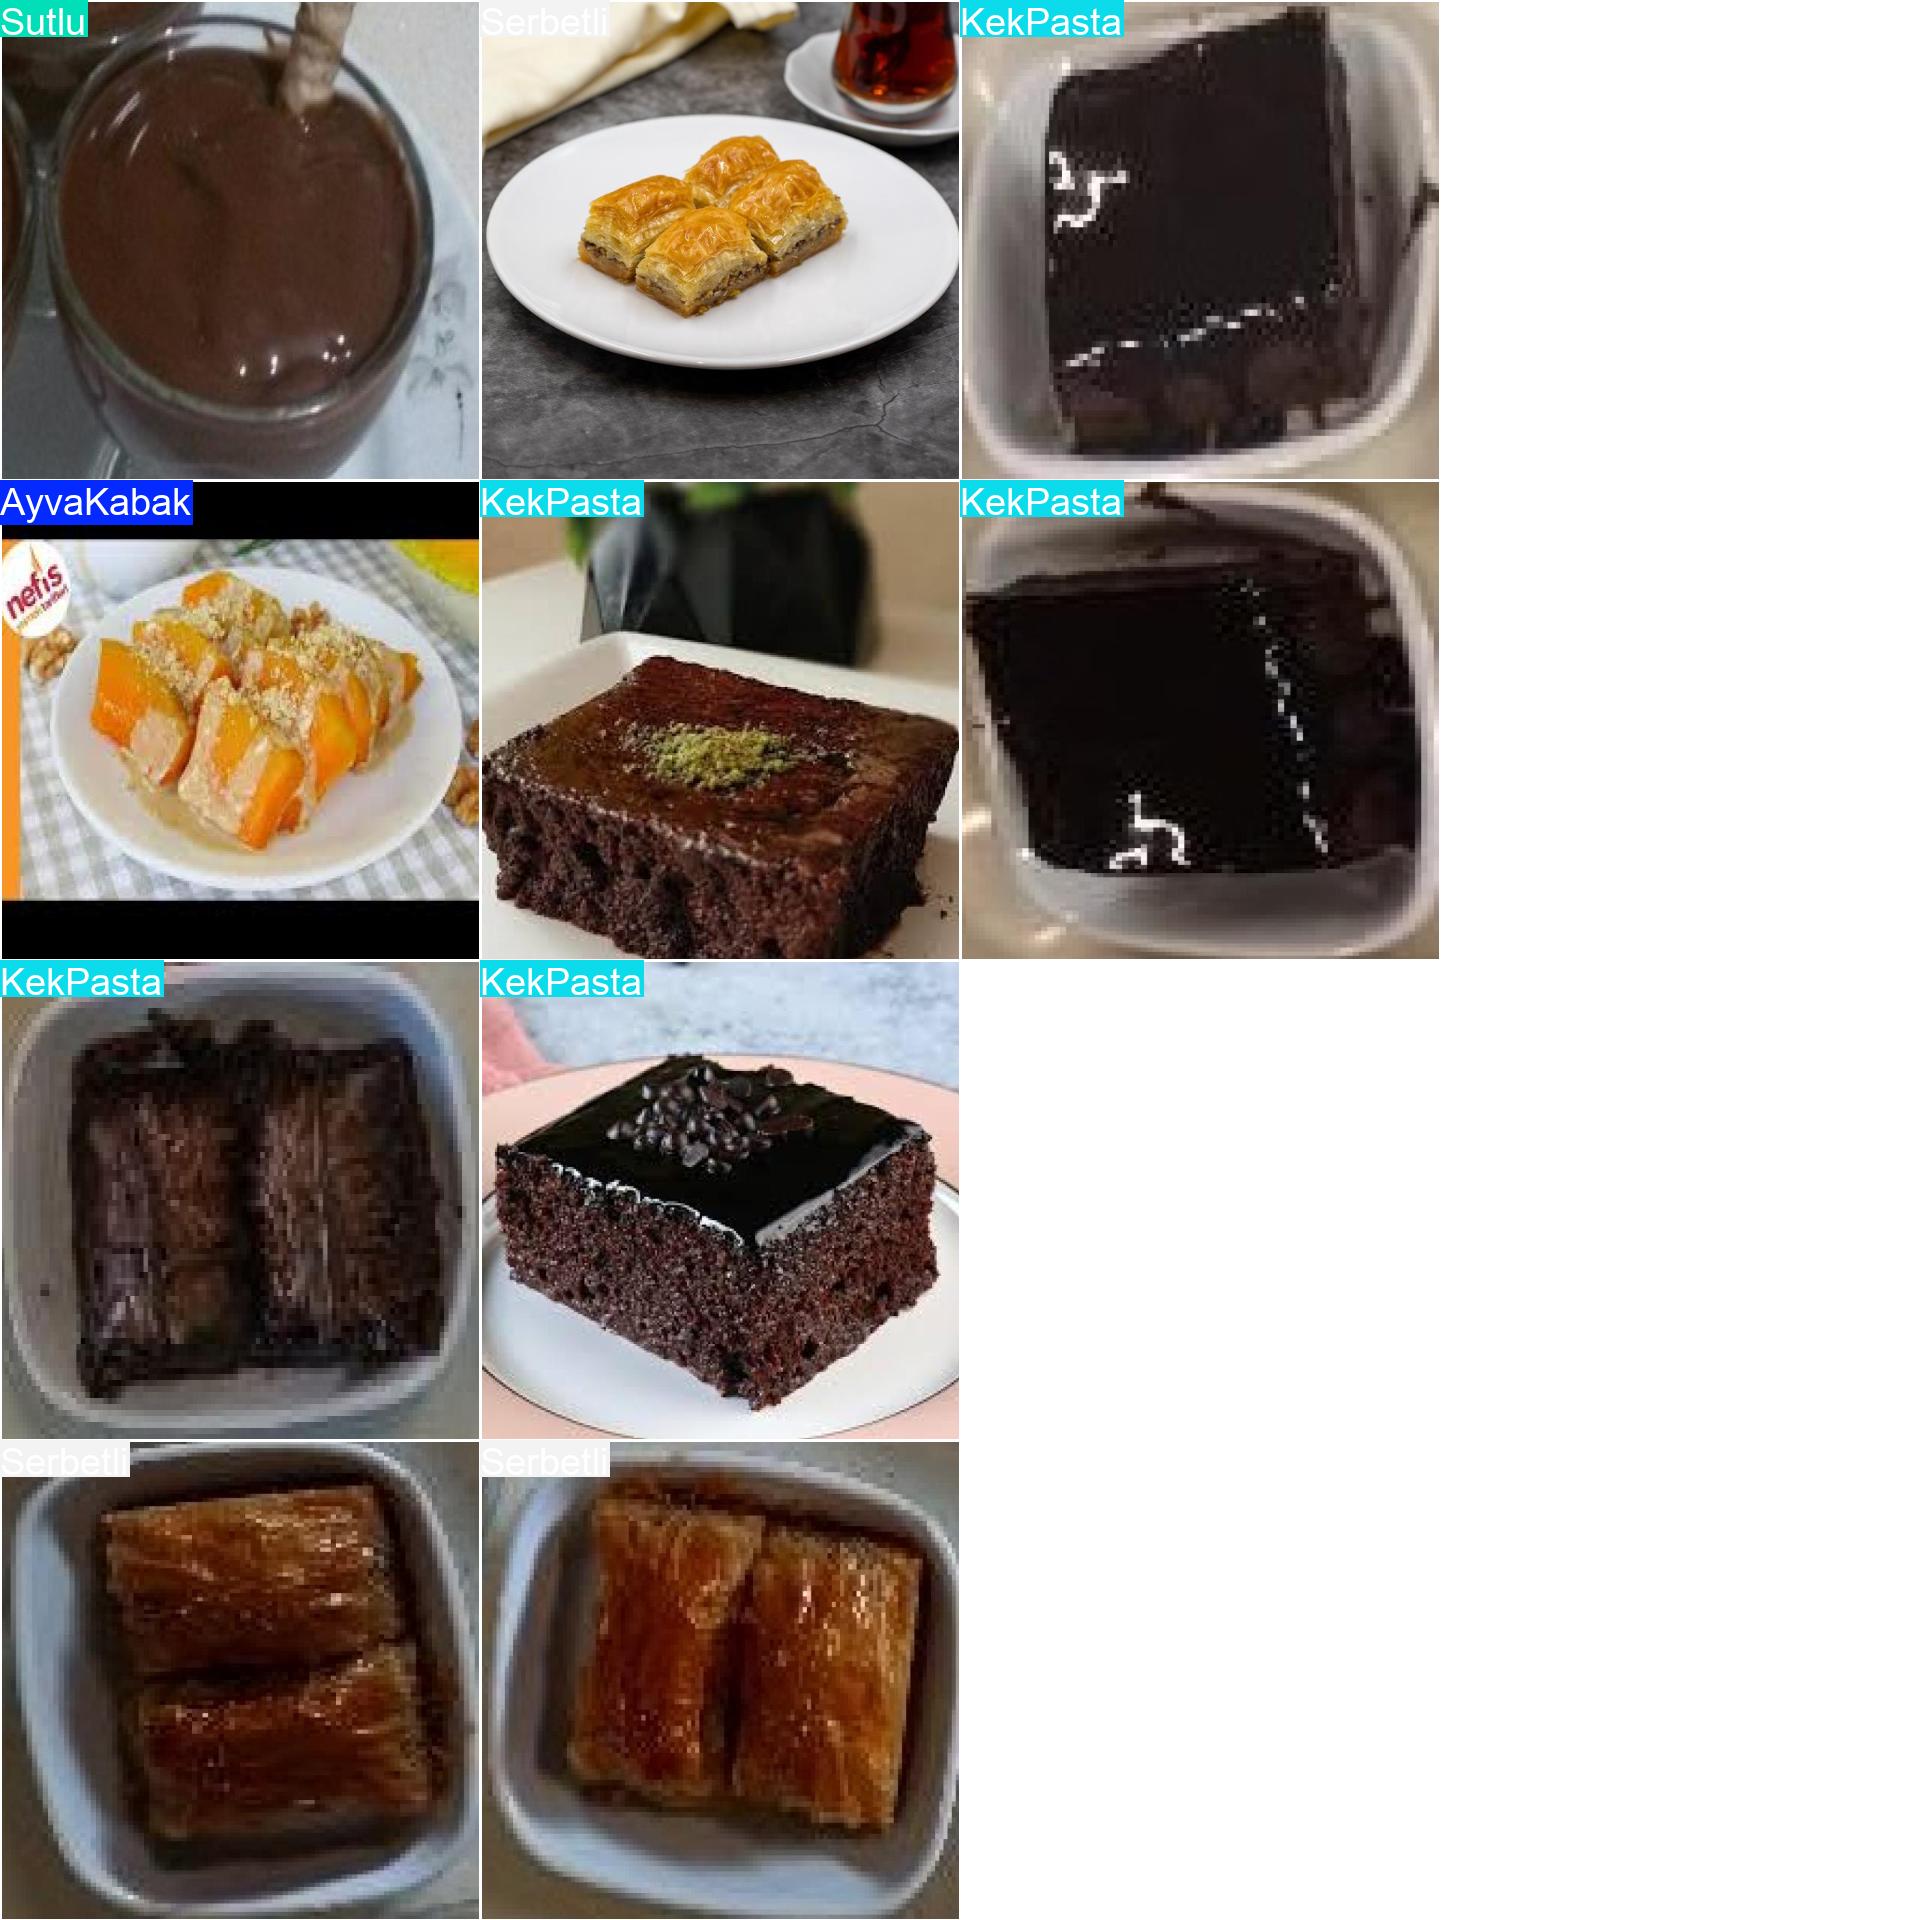 Sutlu
Serbetli
KekPasta
AyvaKabak
KekPasta
KekPasta
nefis
KekPasta
KekPasta
Serbetli
Serbetli